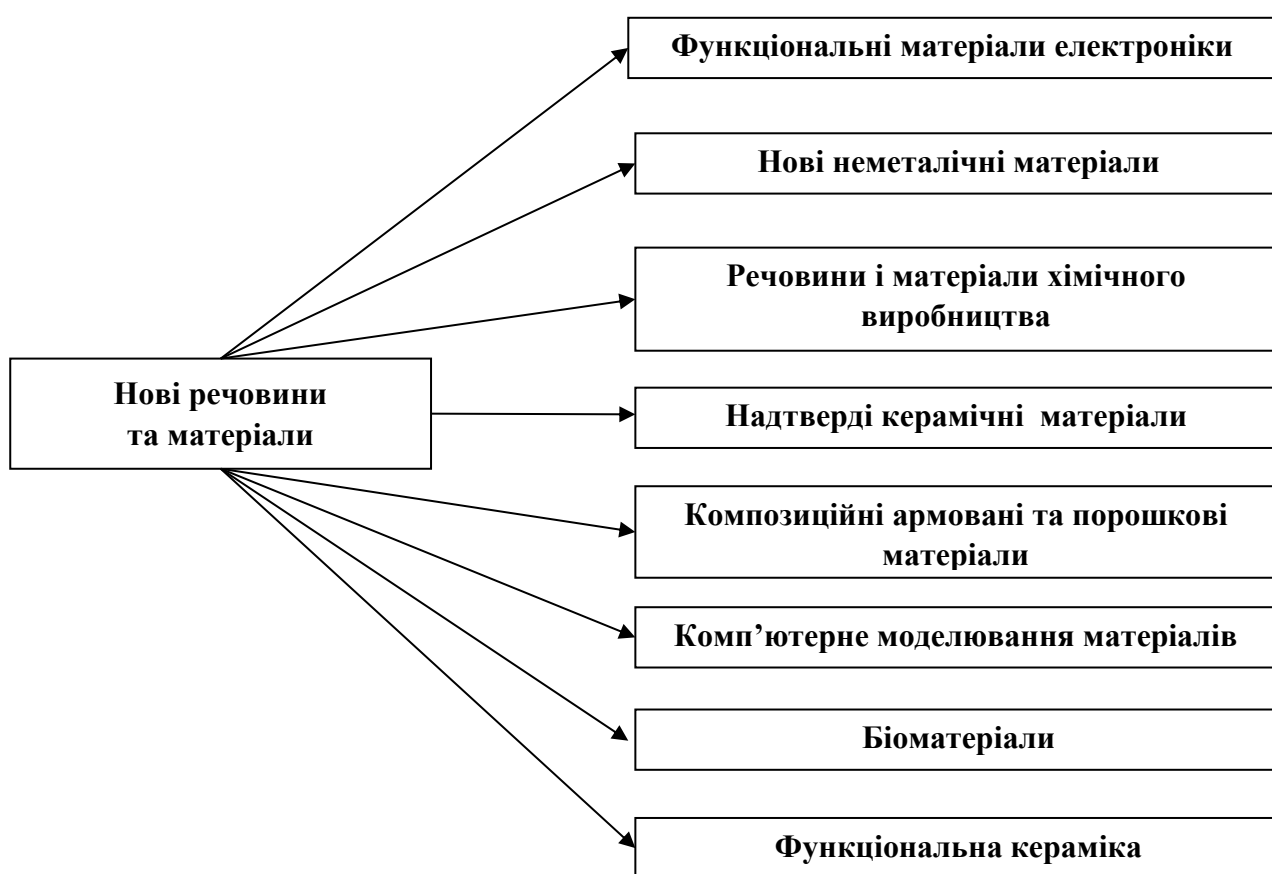 Функціональні матеріали електроніки
Нові неметалічні матеріали
Речовини і матеріали хімічного
виробництва
Нові речовини
та матеріали
Надтверді керамічні матеріали
Композиційні армовані та порошкові
матеріали
Комп’ютерне моделювання матеріалів
Біоматеріали
Функціональна кераміка